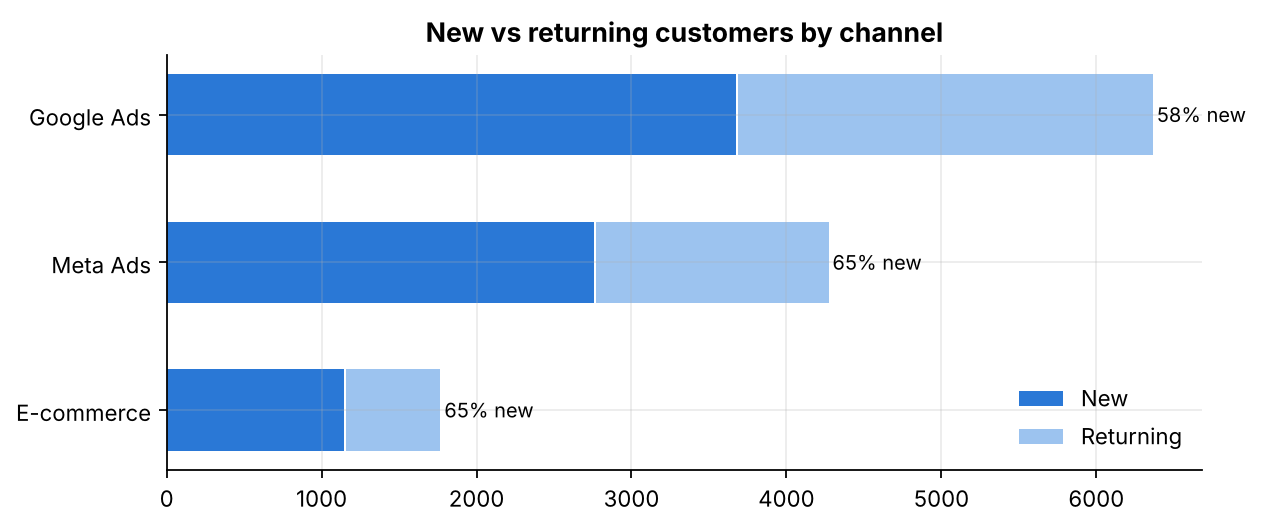 New vs returning customers by channel
Google Ads
58% new
Meta Ads
65% new
E-commerce
65% new
New
Returning
0 1000 2000 3000 4000 5000 6000